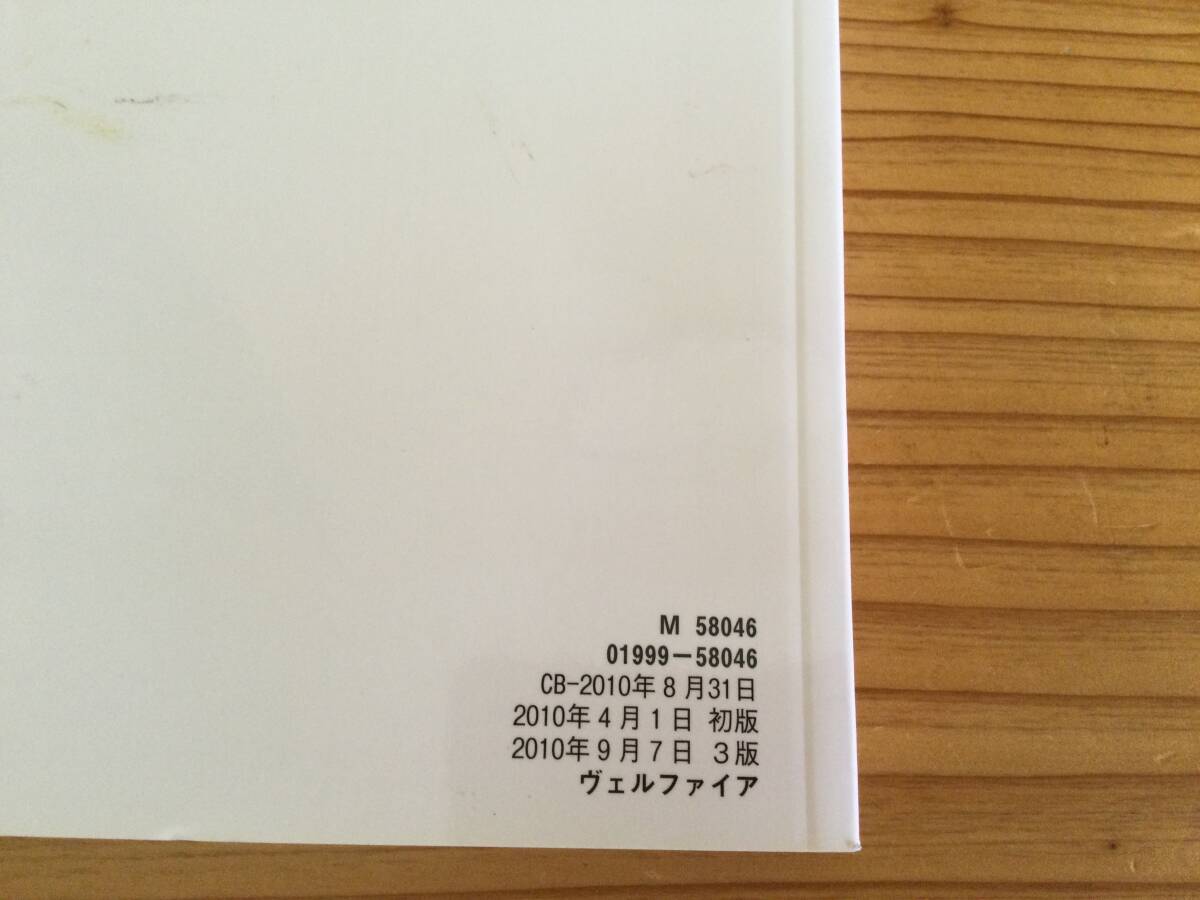 M 58046
01999-58046
CB-2010年8月31日
2010年4月1日 初版
2010年9月7日 3版
ヴェルファイア